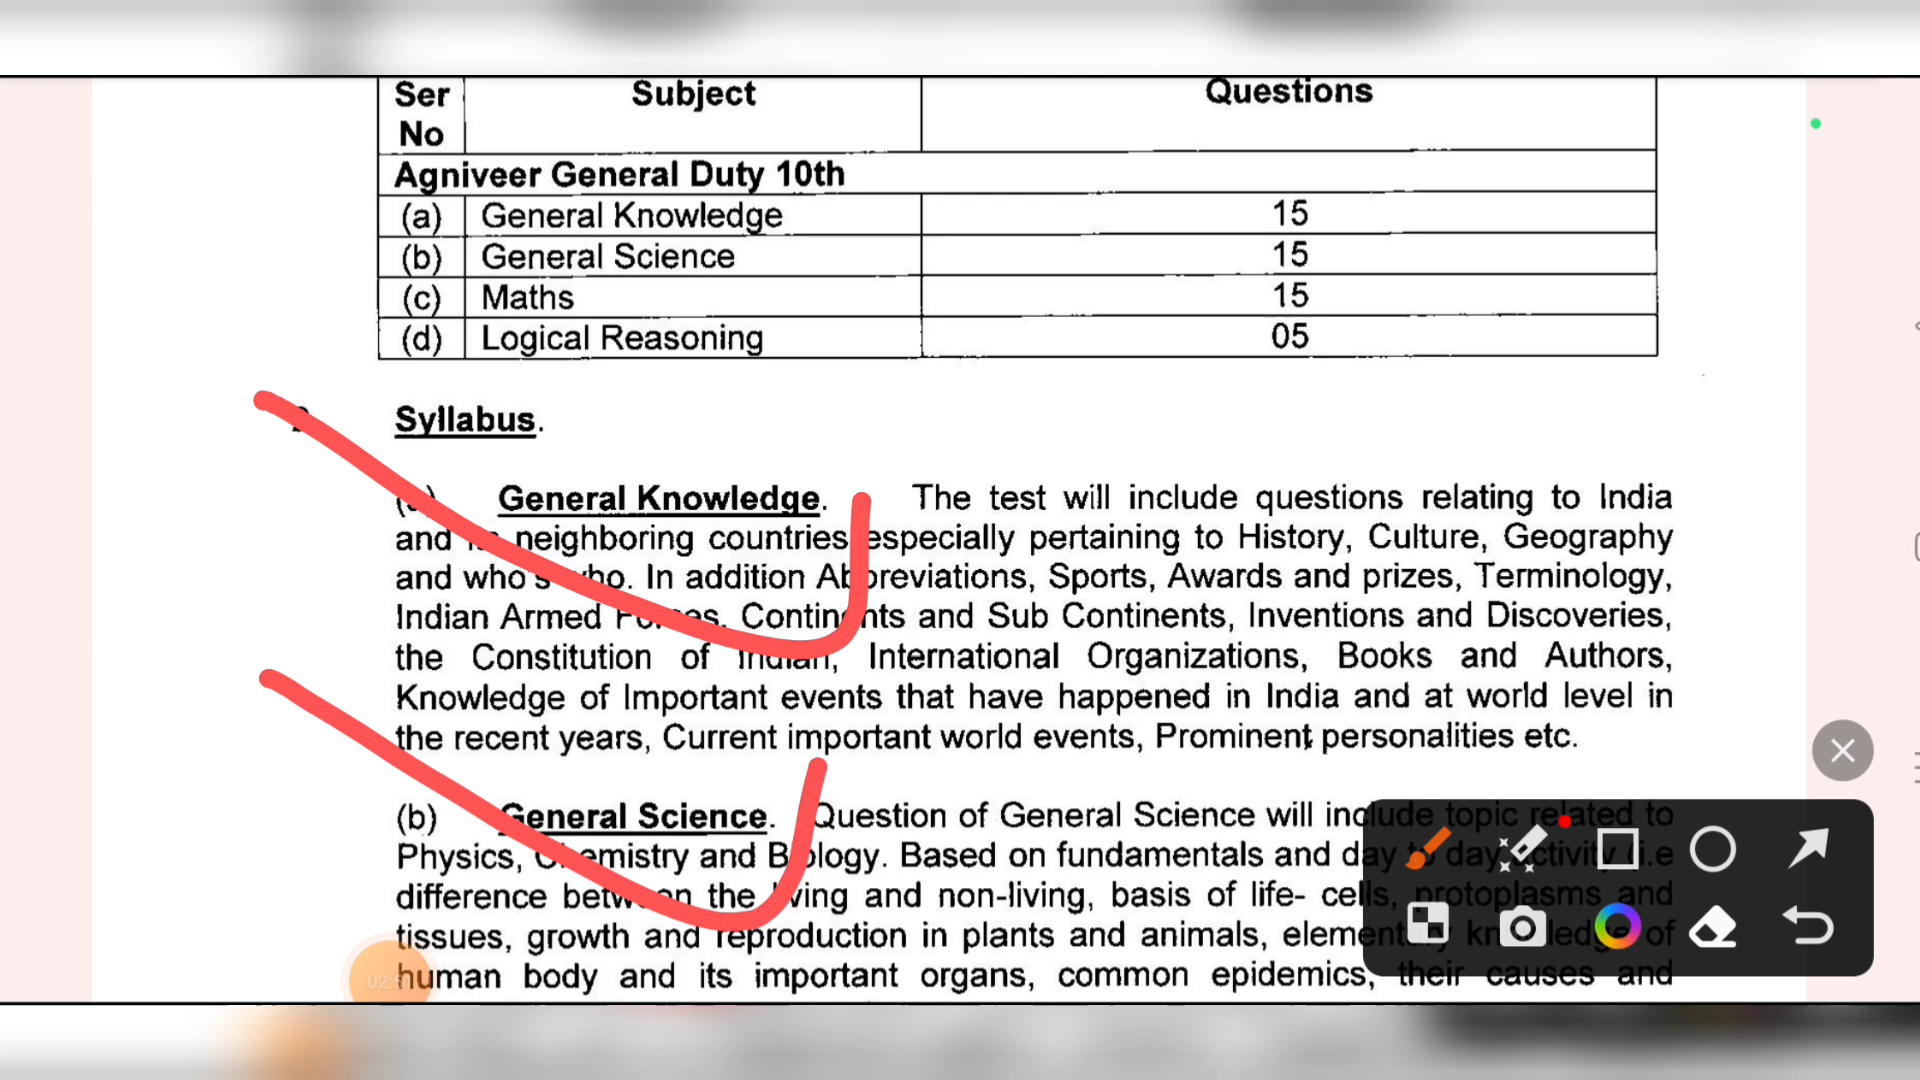 Ser No Subject Questions
Agniveer General Duty 10th
(a) General Knowledge 15
(b) General Science 15
(c) Maths 15
(d) Logical Reasoning 05
Syllabus.
General Knowledge. The test will include questions relating to India
and its neighboring countries especially pertaining to History, Culture, Geography
and who's who. In addition Abbreviations, Sports, Awards and prizes, Terminology,
Indian Armed Forces, Continents and Sub Continents, Inventions and Discoveries,
the Constitution of Indian, International Organizations, Books and Authors,
Knowledge of Important events that have happened in India and at world level in
the recent years, Current important world events, Prominent personalities etc.
(b) General Science. Question of General Science will include topic related to
Physics, Chemistry and Biology. Based on fundamentals and day to day activity (i.e
difference between the living and non-living, basis of life- cells, protoplasms and
tissues, growth and reproduction in plants and animals, elementary knowledge of
human body and its important organs, common epidemics, their causes and